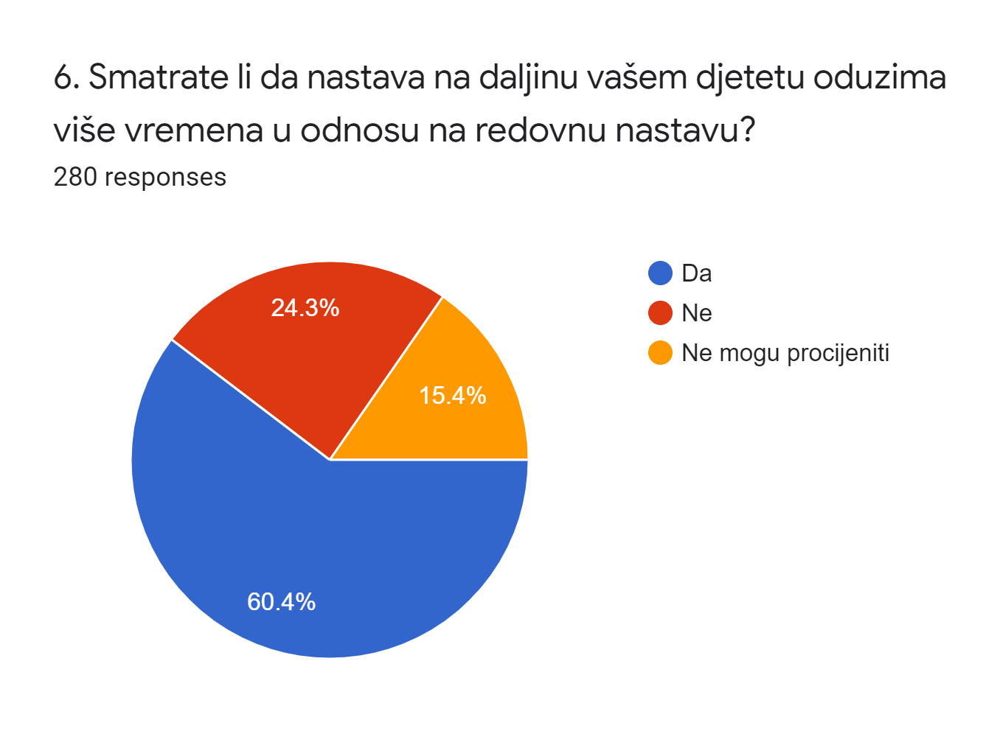 6. Smatrate li da nastava na daljinu vašem djetetu oduzima
više vremena u odnosu na redovnu nastavu?
280 responses
Da
Ne
Ne mogu procijeniti
24.3%
15.4%
60.4%